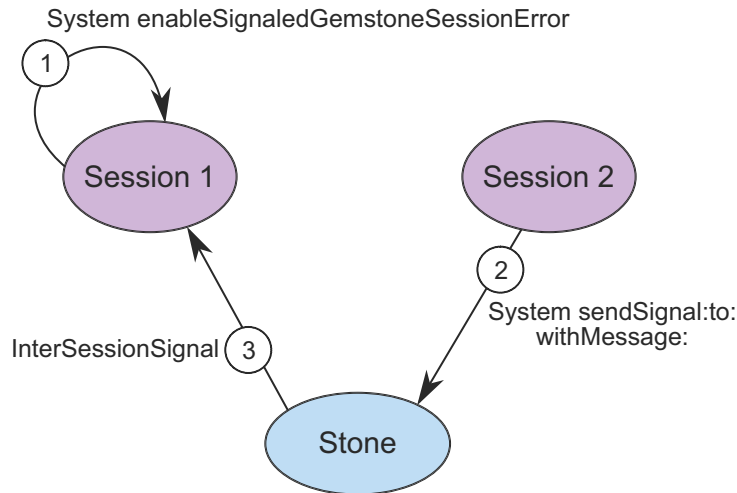 System enableSignaledGemstoneSessionError
1
Session 1
Session 2
2
System sendSignal:to:
withMessage:
InterSessionSignal
3
Stone